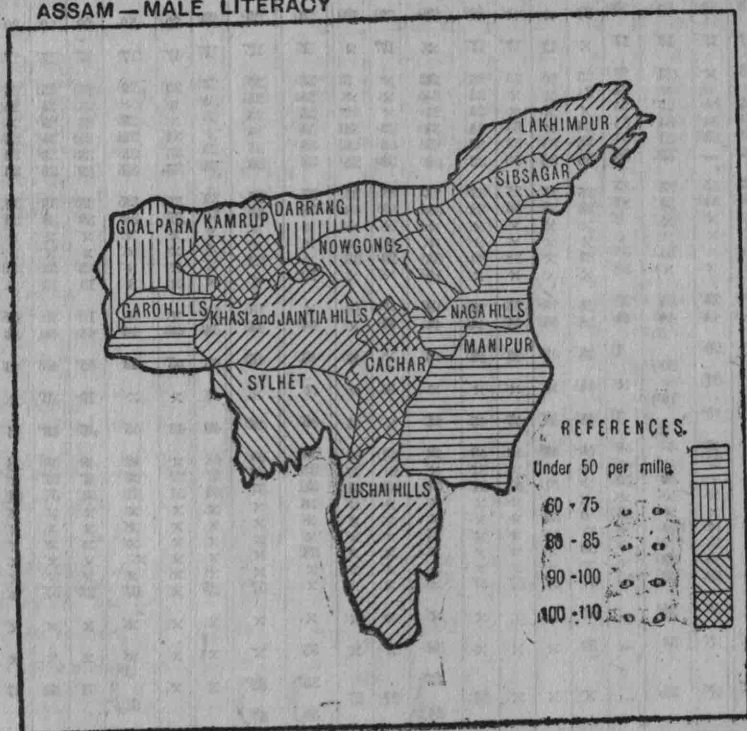 ASSAM — MALE LITERACY
LAKHIMPUR
SIBSAGAR
DARRANG
GOALPARA KAMRUP
NOWGONG
GARO HILLS
KHASI and JAINTIA HILLS
NAGA HILLS
MANIPUR
CACHAR
SYLHET
LUSHAI HILLS
REFERENCES.
Under 50 per mille
60 - 75 " "
80 - 85 " "
90 - 100 " "
100 - 110 " "